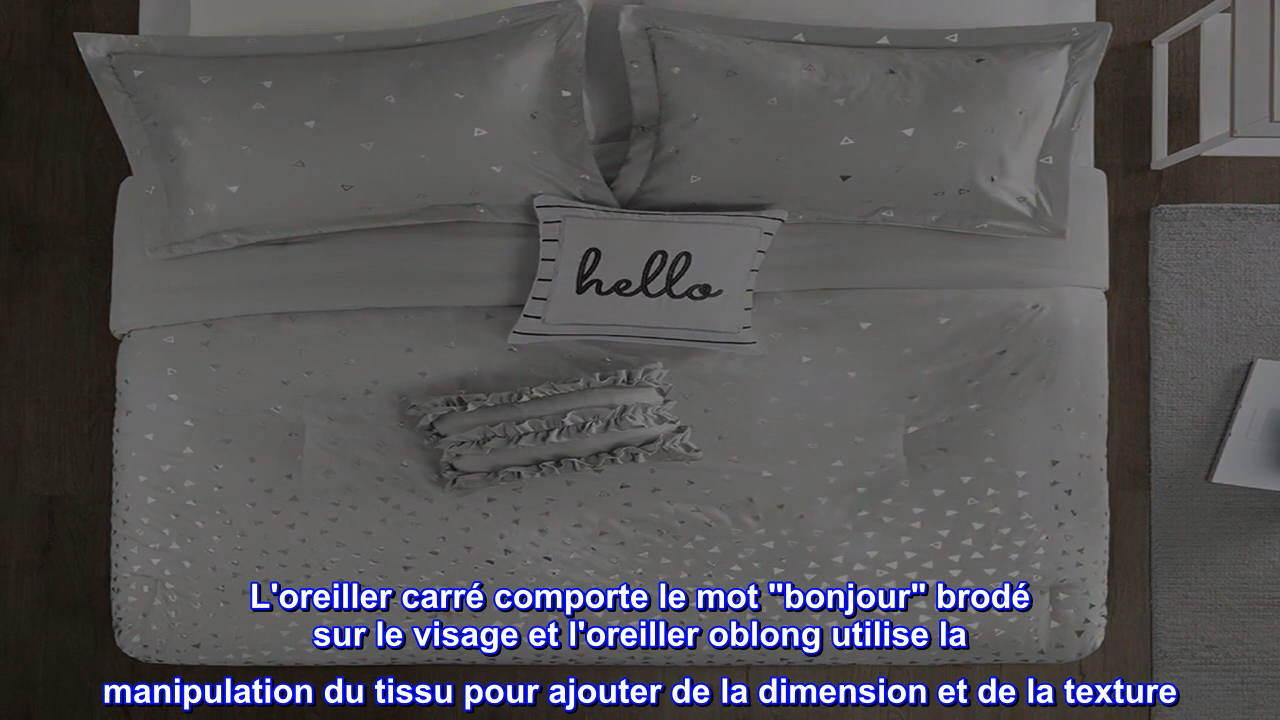 hello
L'oreiller carré comporte le mot "bonjour" brodé
sur le visage et l'oreiller oblong utilise la
manipulation du tissu pour ajouter de la dimension et de la texture